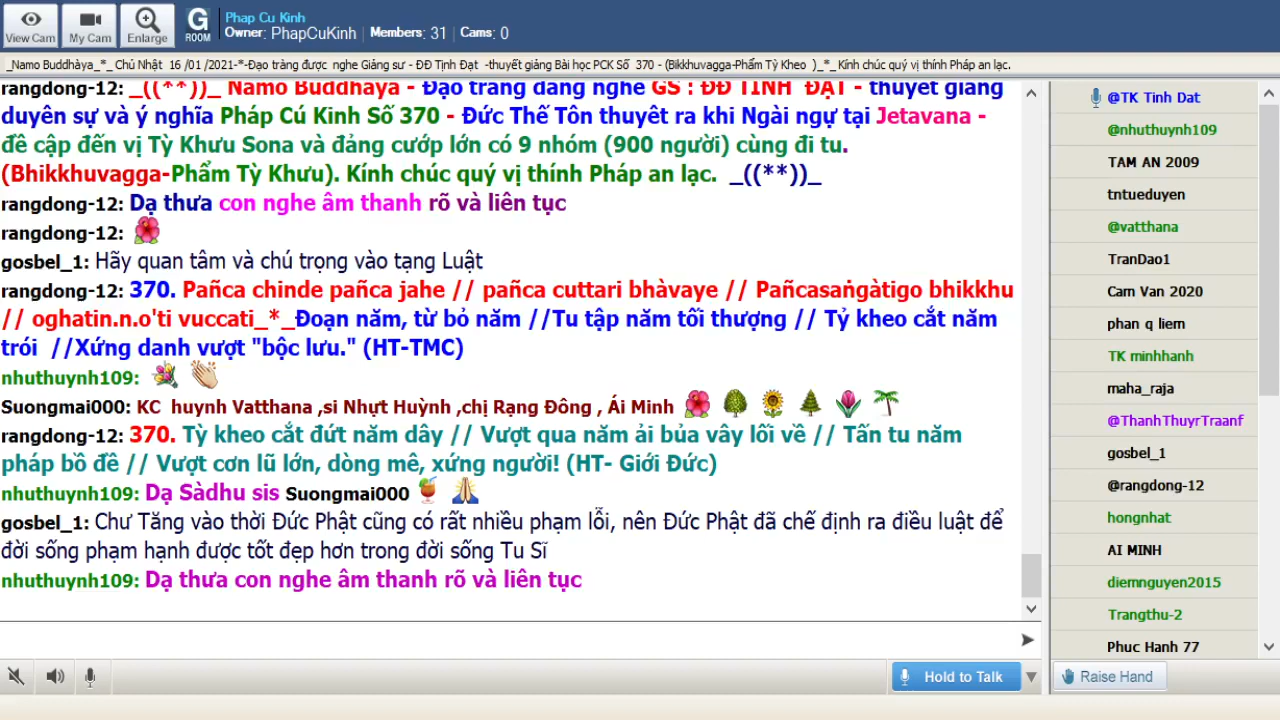 View Cam
My Cam
Enlarge
G
ROOM
Phap Cu Kinh
Owner: PhapCuKinh Members: 31 Cams: 0
_Namo Buddhàya_*_ Chủ Nhật 16 /01 /2021-*-Đạo tràng được nghe Giảng sư - ĐĐ Tịnh Đạt -thuyết giảng Bài học PCK Số 370 - (Bikkhuvagga-Phẩm Tỳ Kheo )_*_Kính chúc quý vị thính Pháp an lạc.
rangdong-12: _((**))_ Namo Buddhaya - Đạo tràng đang nghe GS : ĐĐ TỊNH ĐẠT - thuyết giảng
duyên sự và ý nghĩa Pháp Cú Kinh Số 370 - Đức Thế Tôn thuyết ra khi Ngài ngự tại Jetavana -
đề cập đến vị Tỳ Khưu Sona và đảng cướp lớn có 9 nhóm (900 người) cùng đi tu.
(Bhikkhuvagga-Phẩm Tỳ Khưu). Kính chúc quý vị thính Pháp an lạc. _((**))_
rangdong-12: Dạ thưa con nghe âm thanh rõ và liên tục
rangdong-12:
gosbel_1: Hãy quan tâm và chú trọng vào tạng Luật
rangdong-12: 370. Pañca chinde pañca jahe // pañca cuttari bhàvaye // Pañcasaṅgàtigo bhikkhu
// oghatin.n.o'ti vuccati_*_Đoạn năm, từ bỏ năm //Tu tập năm tối thượng // Tỷ kheo cắt năm
trói //Xứng danh vượt "bộc lưu." (HT-TMC)
nhuthuynh109:
Suongmai000: KC huynh Vatthana ,si Nhựt Huỳnh ,chị Rạng Đông , Ái Minh
rangdong-12: 370. Tỳ kheo cắt đứt năm dây // Vượt qua năm ải bủa vây lối về // Tấn tu năm
pháp bồ đề // Vượt cơn lũ lớn, dòng mê, xứng người! (HT- Giới Đức)
nhuthuynh109: Dạ Sàdhu sis Suongmai000
gosbel_1: Chư Tăng vào thời Đức Phật cũng có rất nhiều phạm lỗi, nên Đức Phật đã chế định ra điều luật để
đời sống phạm hạnh được tốt đẹp hơn trong đời sống Tu Sĩ
nhuthuynh109: Dạ thưa con nghe âm thanh rõ và liên tục
Hold to Talk
@TK Tinh Dat
@nhuthuynh109
TAM AN 2009
tntueduyen
@vatthana
TranDao1
Cam Van 2020
phan q liem
TK minhhanh
maha_raja
@ThanhThuyrTraanf
gosbel_1
@rangdong-12
hongnhat
AI MINH
diemnguyen2015
Trangthu-2
Phuc Hanh 77
Raise Hand